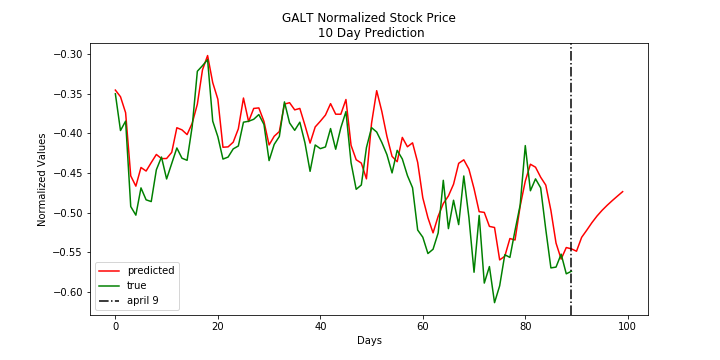 GALT Normalized Stock Price
10 Day Prediction
Normalized Values
−0.30
−0.35
−0.40
−0.45
−0.50
−0.55
−0.60
predicted
true
april 9
0
20
40
60
80
100
Days